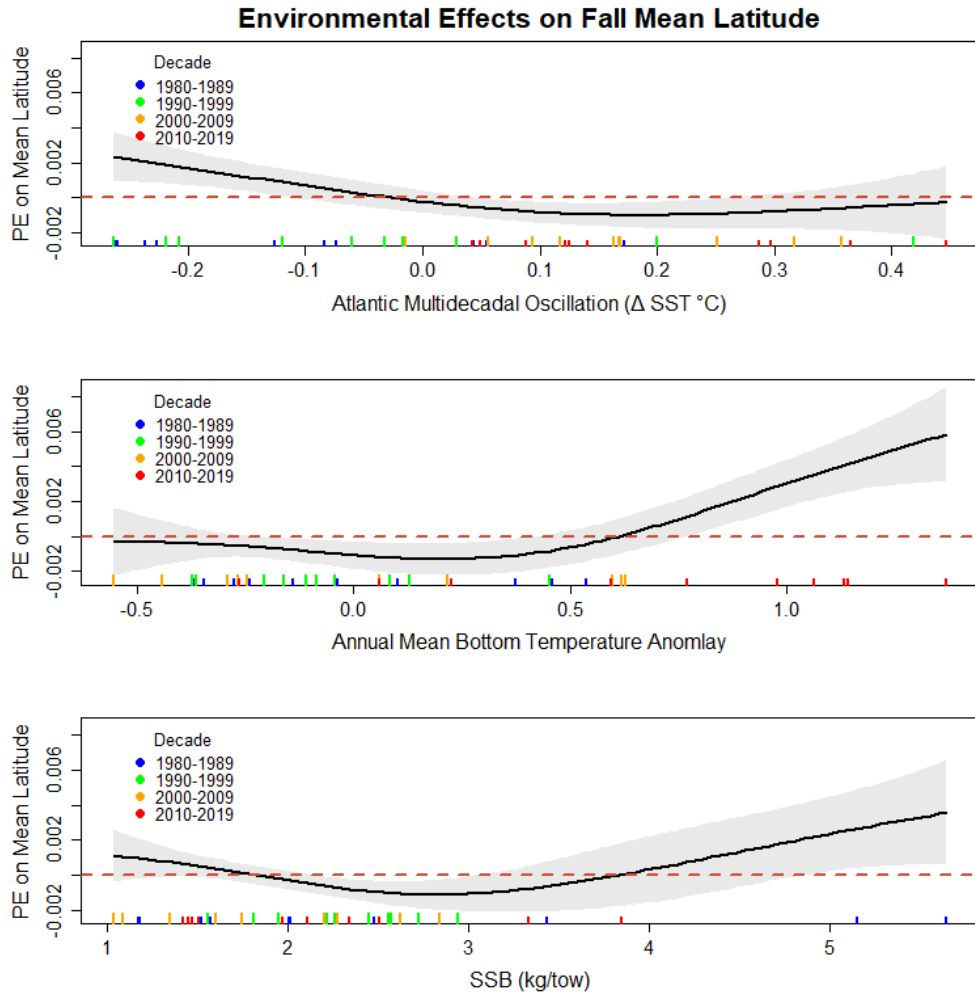 Environmental Effects on Fall Mean Latitude
PE on Mean Latitude
-0.002 0.002 0.006
Decade
1980-1989
1990-1999
2000-2009
2010-2019
-0.2 -0.1 0.0 0.1 0.2 0.3 0.4
Atlantic Multidecadal Oscillation (Δ SST °C)
PE on Mean Latitude
-0.002 0.002 0.006
Decade
1980-1989
1990-1999
2000-2009
2010-2019
-0.5 0.0 0.5 1.0
Annual Mean Bottom Temperature Anomlay
PE on Mean Latitude
-0.002 0.002 0.006
Decade
1980-1989
1990-1999
2000-2009
2010-2019
1 2 3 4 5
SSB (kg/tow)